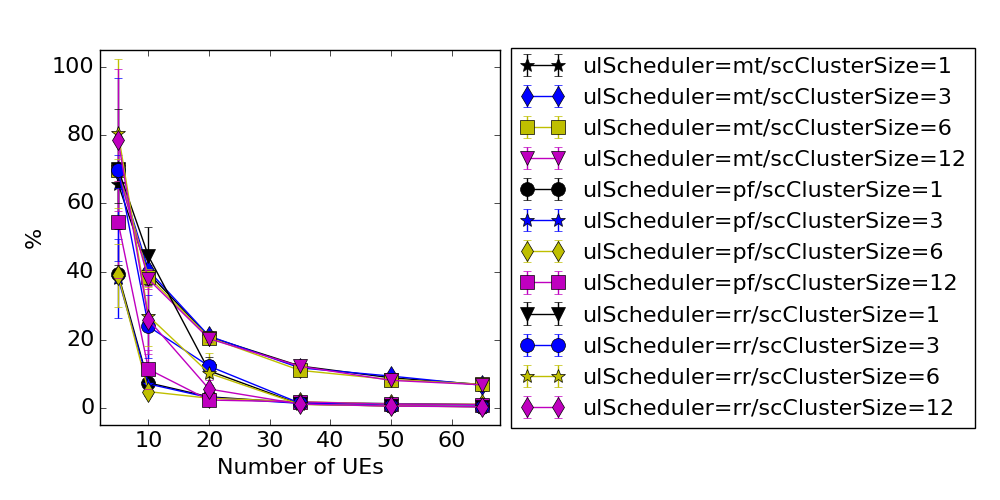 100
80
60
40
20
0
%
10 20 30 40 50 60
Number of UEs
ulScheduler=mt/scClusterSize=1
ulScheduler=mt/scClusterSize=3
ulScheduler=mt/scClusterSize=6
ulScheduler=mt/scClusterSize=12
ulScheduler=pf/scClusterSize=1
ulScheduler=pf/scClusterSize=3
ulScheduler=pf/scClusterSize=6
ulScheduler=pf/scClusterSize=12
ulScheduler=rr/scClusterSize=1
ulScheduler=rr/scClusterSize=3
ulScheduler=rr/scClusterSize=6
ulScheduler=rr/scClusterSize=12